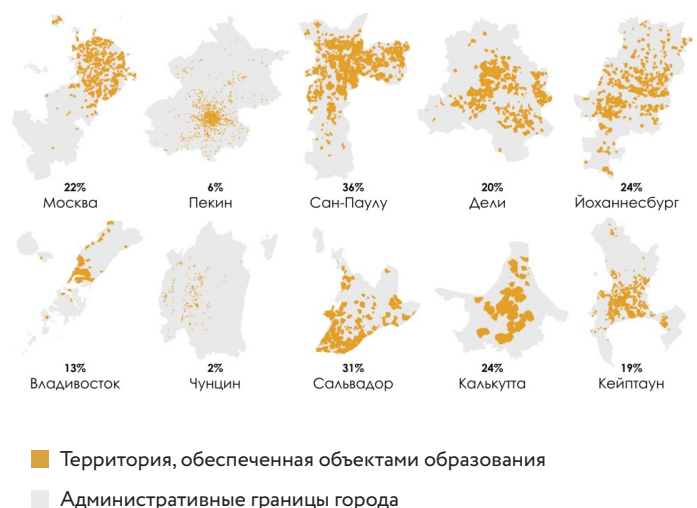 22%
Москва
6%
Пекин
36%
Сан-Паулу
20%
Дели
24%
Йоханнесбург
13%
Владивосток
2%
Чунцин
31%
Сальвадор
24%
Калькутта
19%
Кейптаун
Территория, обеспеченная объектами образования
Административные границы города